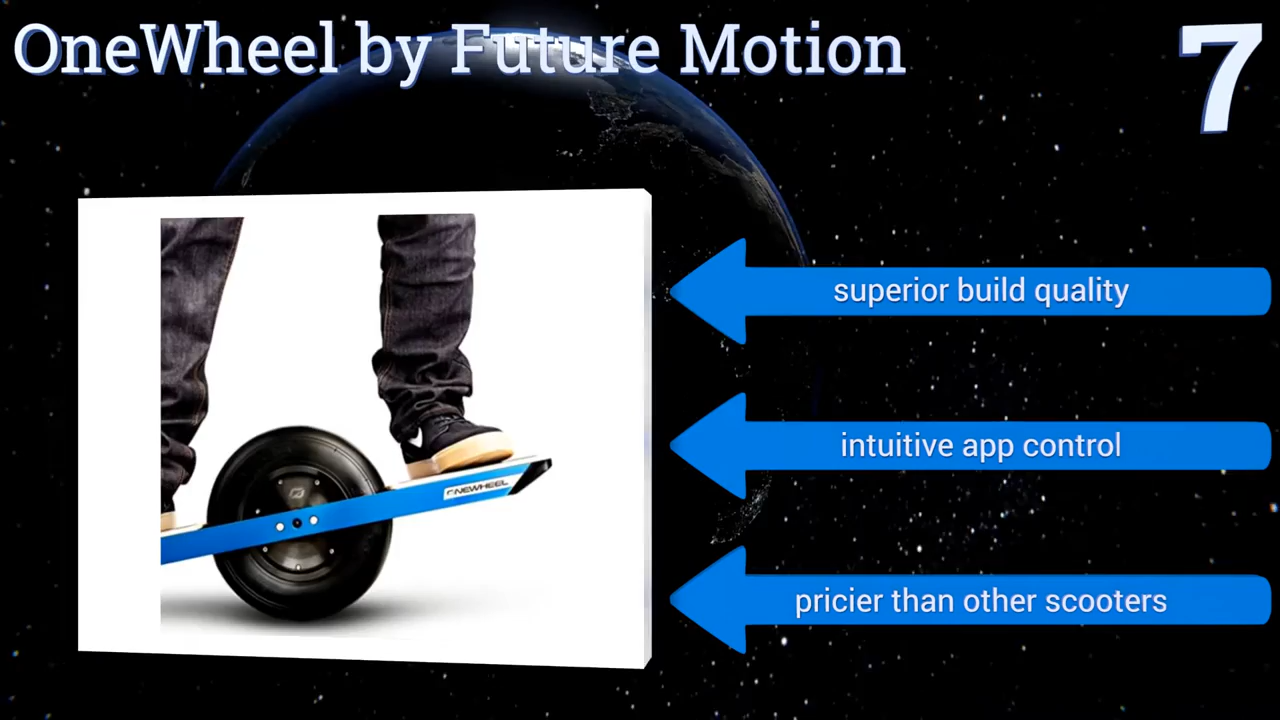 OneWheel by Future Motion
7
superior build quality
ONEWHEEL
intuitive app control
pricier than other scooters